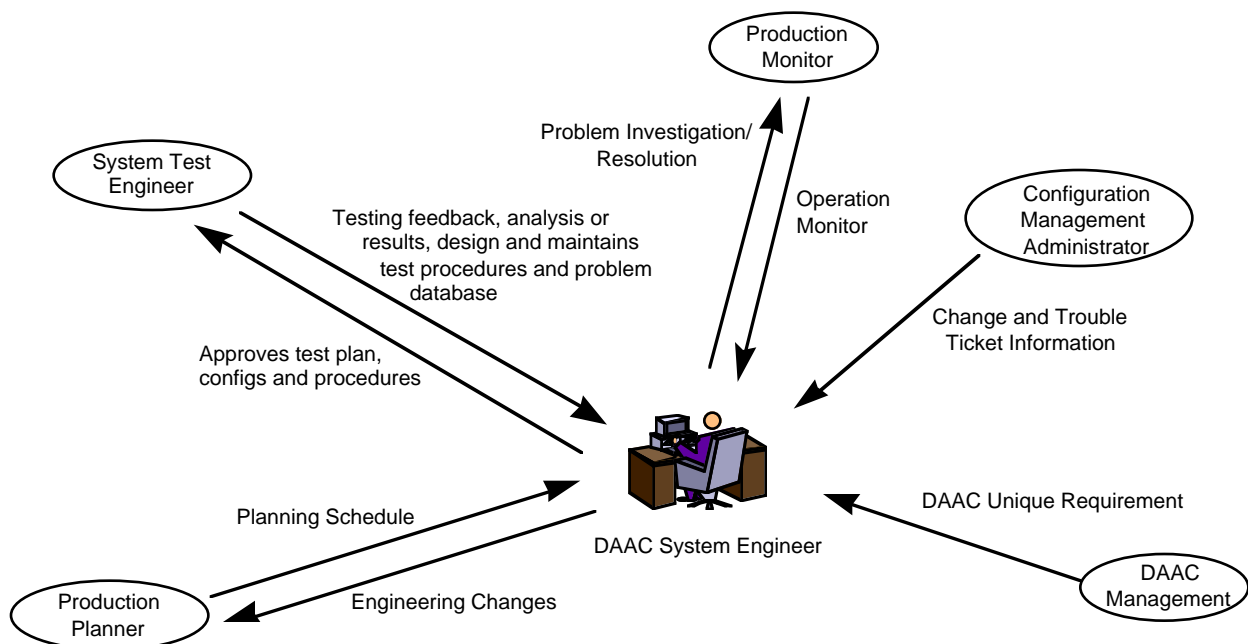 Production
Monitor
Problem Investigation/
Resolution
System Test
Engineer
Operation
Monitor
Configuration
Management
Administrator
Testing feedback, analysis or
results, design and maintains
test procedures and problem
database
Change and Trouble
Ticket Information
Approves test plan,
configs and procedures
Planning Schedule
DAAC Unique Requirement
DAAC System Engineer
DAAC
Management
Engineering Changes
Production
Planner